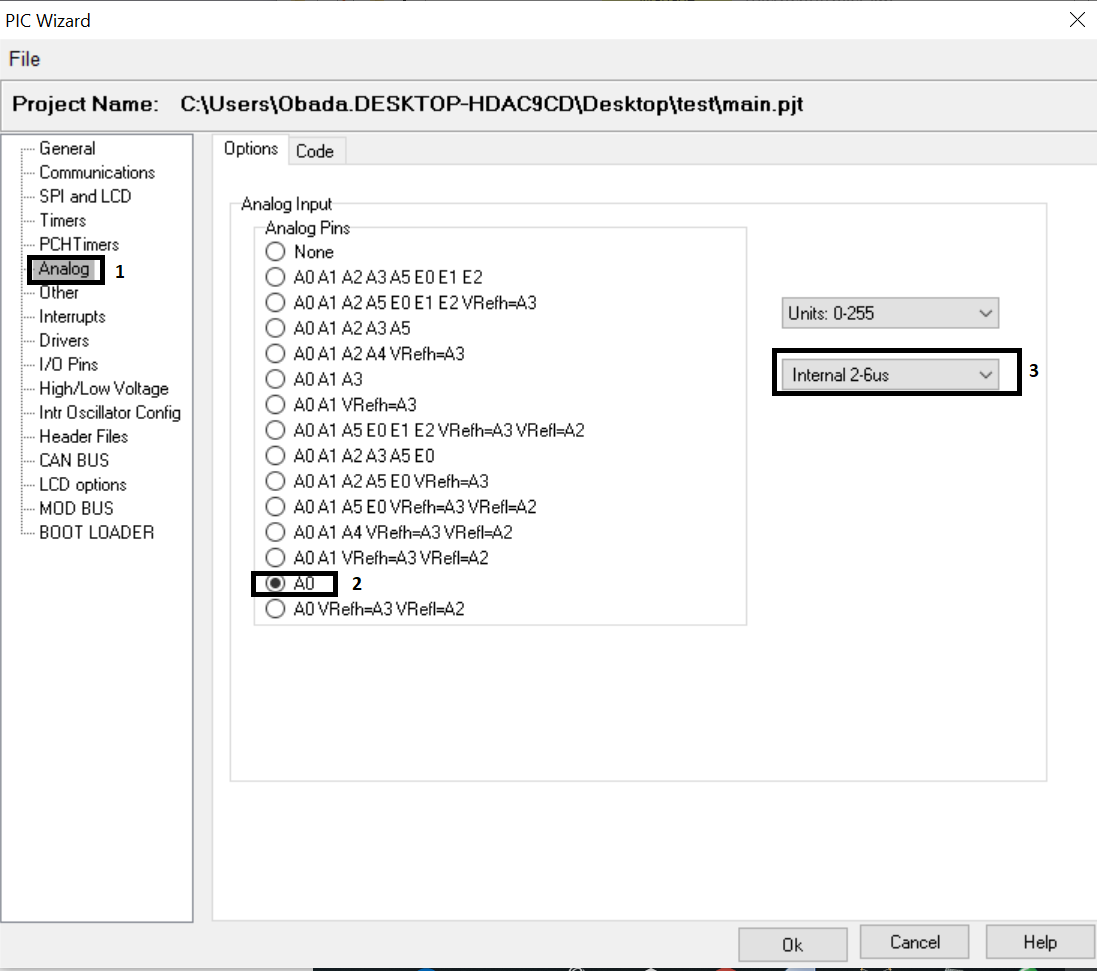 PIC Wizard
File
Project Name: C:\Users\Obada.DESKTOP-HDAC9CD\Desktop\test\main.pjt
General
Communications
SPI and LCD
Timers
PCHTimers
Analog 1
Other
Interrupts
Drivers
I/O Pins
High/Low Voltage
Intr Oscillator Config
Header Files
CAN BUS
LCD options
MOD BUS
BOOT LOADER
Options Code
Analog Input
Analog Pins
None
A0 A1 A2 A3 A5 E0 E1 E2
A0 A1 A2 A5 E0 E1 E2 VRefh=A3
A0 A1 A2 A3 A5
A0 A1 A2 A4 VRefh=A3
A0 A1 A3
A0 A1 VRefh=A3
A0 A1 A5 E0 E1 E2 VRefh=A3 VRefl=A2
A0 A1 A2 A3 A5 E0
A0 A1 A2 A5 E0 VRefh=A3
A0 A1 A5 E0 VRefh=A3 VRefl=A2
A0 A1 A4 VRefh=A3 VRefl=A2
A0 A1 VRefh=A3 VRefl=A2
A0 2
A0 VRefh=A3 VRefl=A2
Units: 0-255
Internal 2-6us 3
Ok Cancel Help